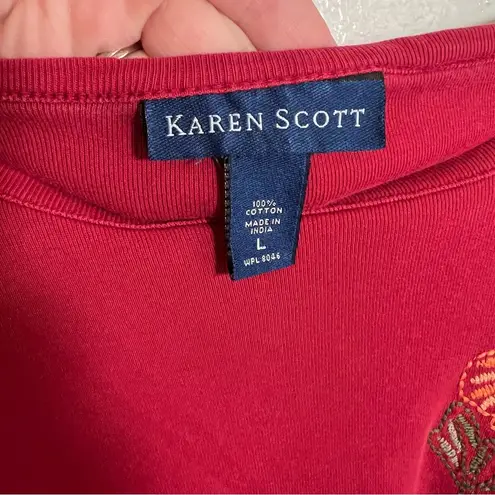 KAREN SCOTT
100%
COTTON
MADE IN
INDIA
L
WPL 8046